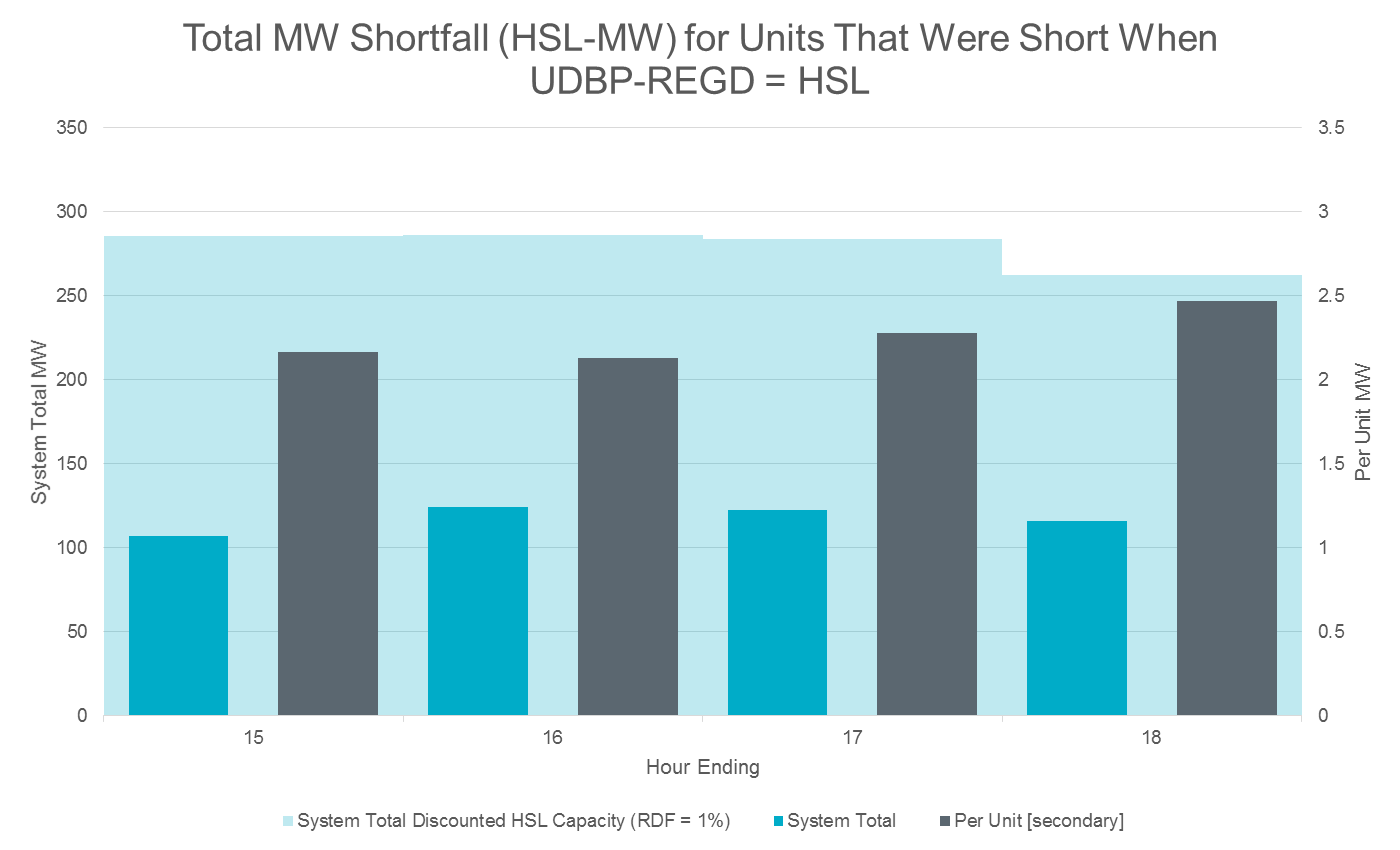 Total MW Shortfall (HSL-MW) for Units That Were Short When
UDBP-REGD = HSL
System Total MW
350
300
250
200
150
100
50
0
3.5
3
2.5
2
1.5
1
0.5
0
Per Unit MW
15 16 17 18
Hour Ending
System Total Discounted HSL Capacity (RDF = 1%) System Total Per Unit [secondary]